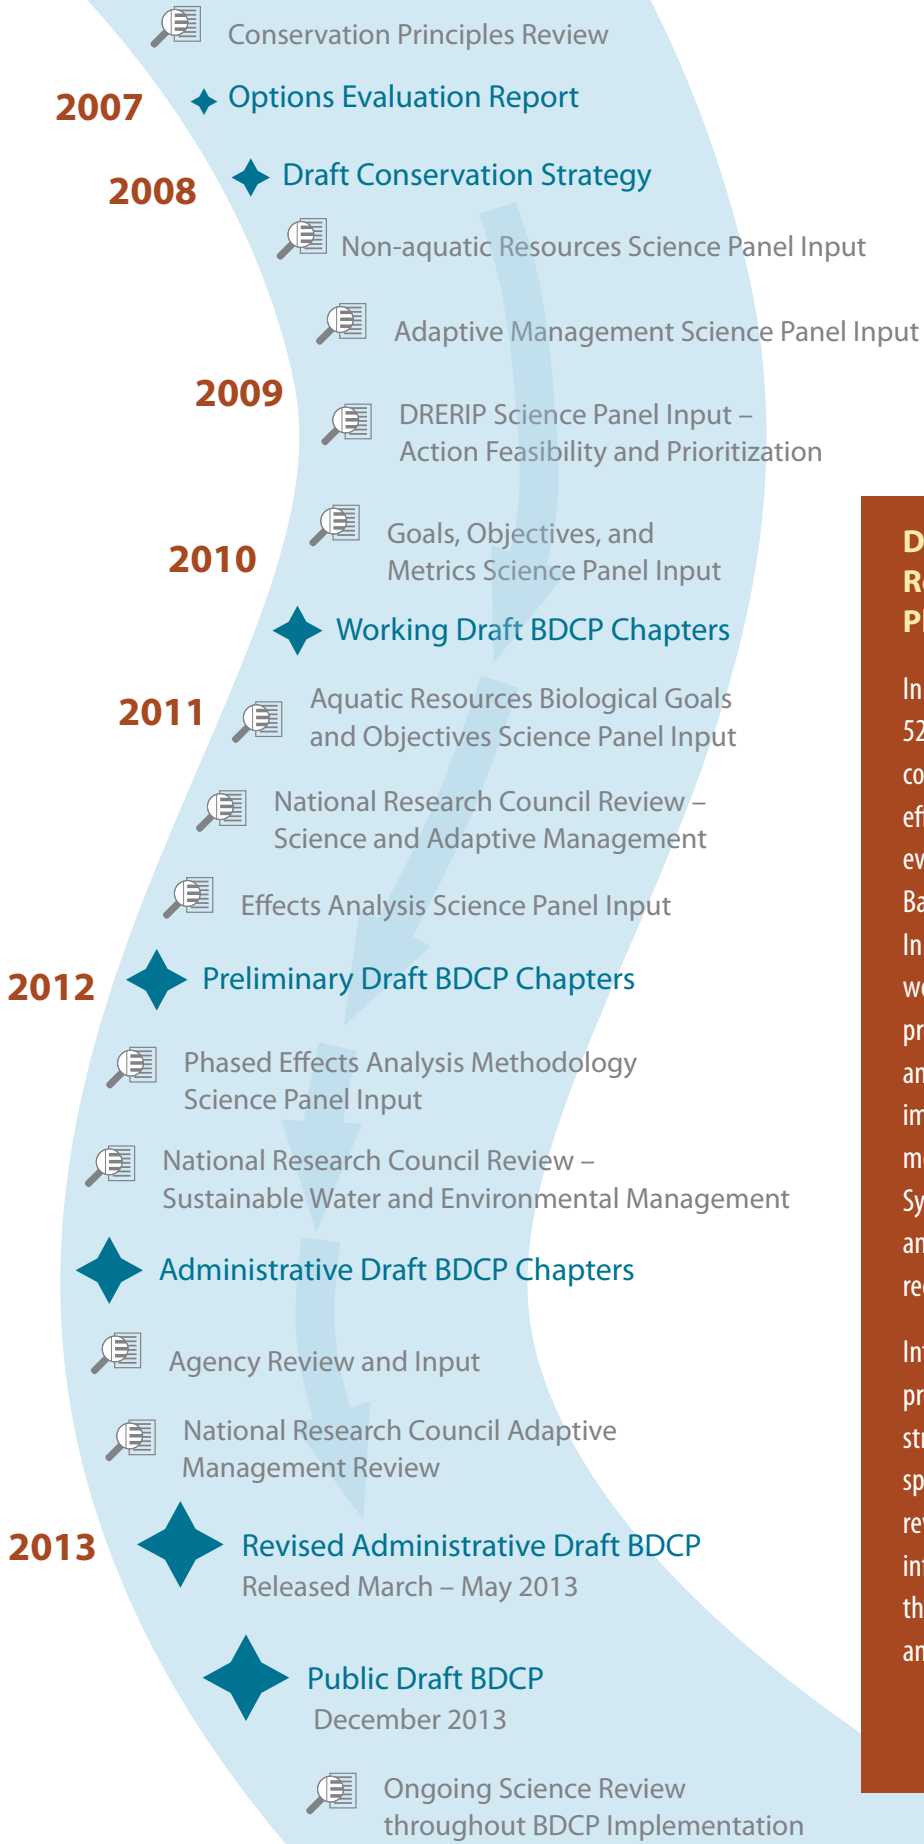 Conservation Principles Review
2007
Options Evaluation Report
2008
Draft Conservation Strategy
Non-aquatic Resources Science Panel Input
Adaptive Management Science Panel Input
2009
DRERIP Science Panel Input –
Action Feasibility and Prioritization
2010
Goals, Objectives, and
Metrics Science Panel Input
Working Draft BDCP Chapters
2011
Aquatic Resources Biological Goals
and Objectives Science Panel Input
National Research Council Review –
Science and Adaptive Management
Effects Analysis Science Panel Input
2012
Preliminary Draft BDCP Chapters
Phased Effects Analysis Methodology
Science Panel Input
National Research Council Review –
Sustainable Water and Environmental Management
Administrative Draft BDCP Chapters
Agency Review and Input
National Research Council Adaptive
Management Review
2013
Revised Administrative Draft BDCP
Released March – May 2013
Public Draft BDCP
December 2013
Ongoing Science Review
throughout BDCP Implementation
In
52
In